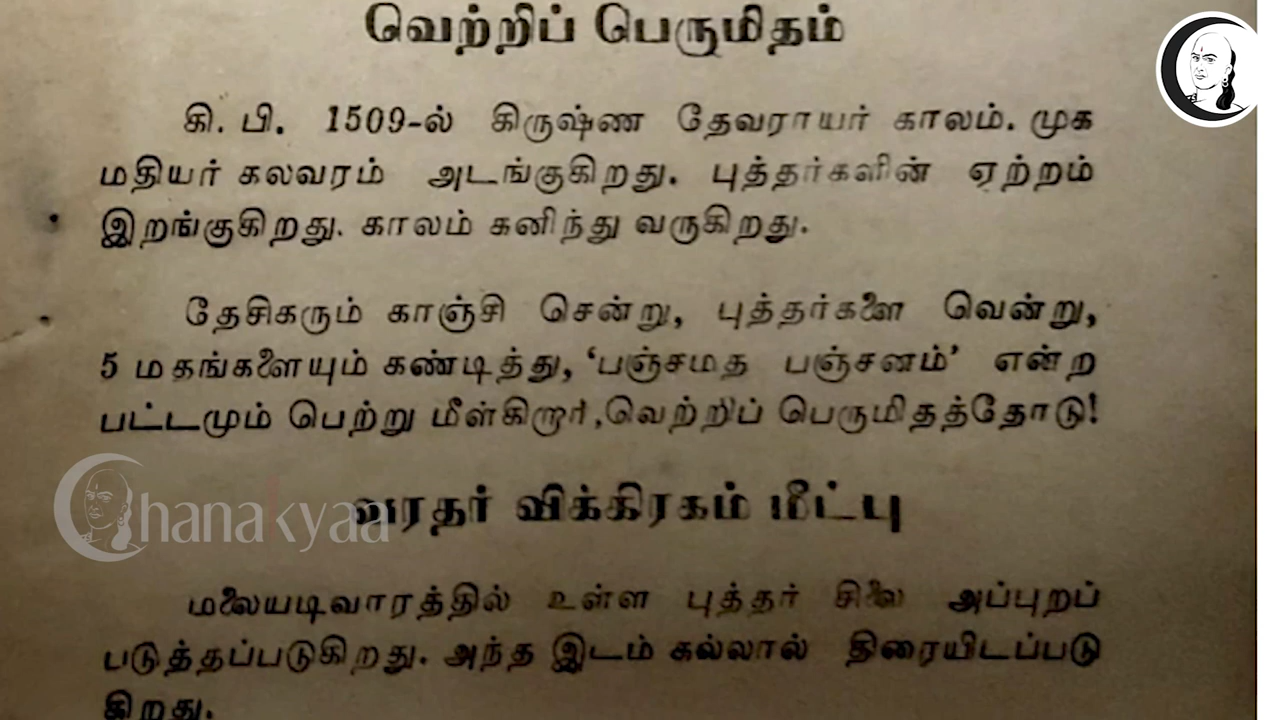 வெற்றிப் பெருமிதம்
கி. பி. 1509-ல் கிருஷ்ண தேவராயர் காலம். முக
மதியர் கலவரம் அடங்குகிறது. புத்தர்களின் ஏற்றம்
இறங்குகிறது. காலம் கனிந்து வருகிறது.
தேசிகரும் காஞ்சி சென்று, புத்தர்களை வென்று,
5 மதங்களையும் கண்டித்து, ‘பஞ்சமத பஞ்சனம்’ என்ற
பட்டமும் பெற்று மீள்கிறார்,வெற்றிப் பெருமிதத்தோடு!
வரதர் விக்கிரகம் மீட்பு
Chanakyaa
மலையடிவாரத்தில் உள்ள புத்தர் சிலை அப்புறப்
படுத்தப்படுகிறது. அந்த இடம் கல்லால் திரையிடப்படு
கிறது.